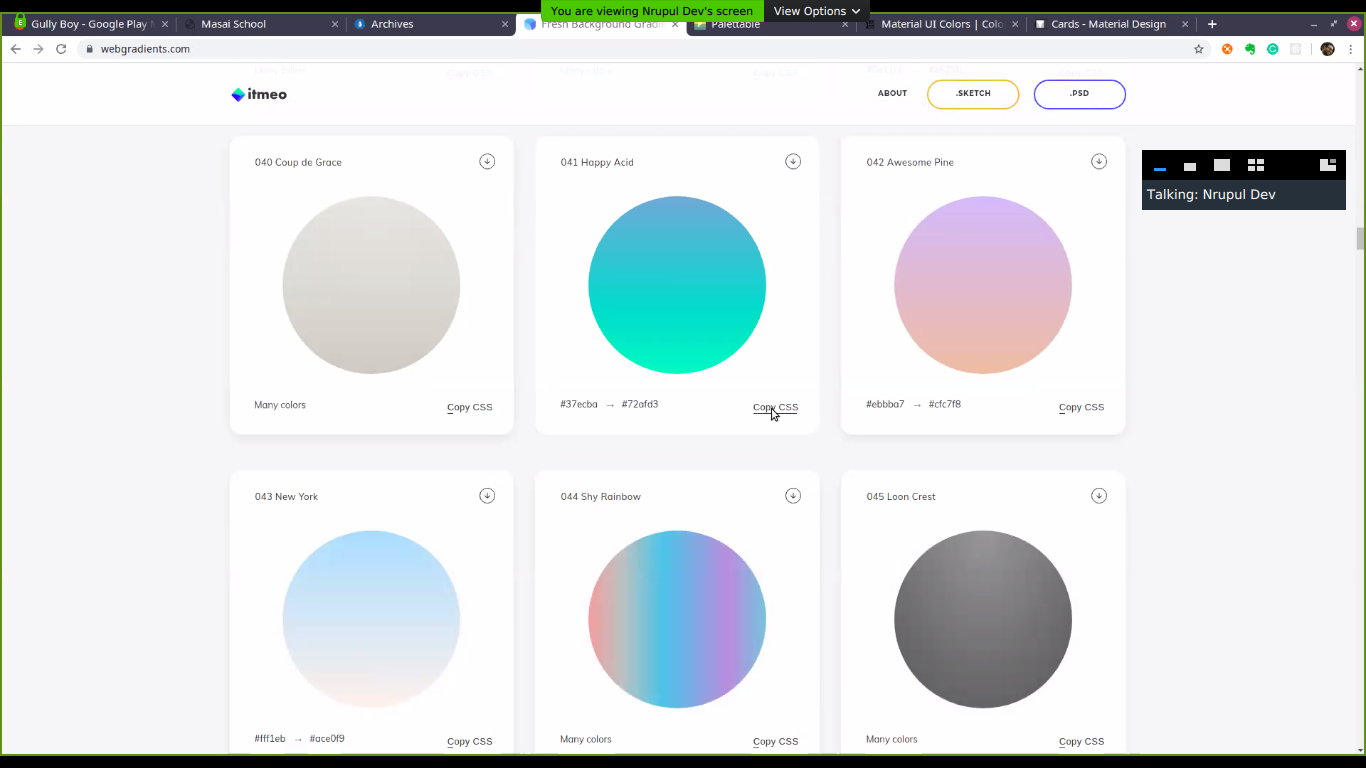 You are viewing Nrupul Dev's screen View Options
Gully Boy - Google Play
Masai School
Archives
Fresh Background Gradi
Palettable
Material UI Colors | Colo
Cards - Material Design
webgradients.com
itmeo
ABOUT
.SKETCH
.PSD
040 Coup de Grace
041 Happy Acid
042 Awesome Pine
Talking: Nrupul Dev
Many colors
Copy CSS
#37ecba → #72afd3
Copy CSS
#ebbba7 → #cfc7f8
Copy CSS
043 New York
044 Shy Rainbow
045 Loon Crest
#fff1eb → #ace0f9
Copy CSS
Many colors
Copy CSS
Many colors
Copy CSS